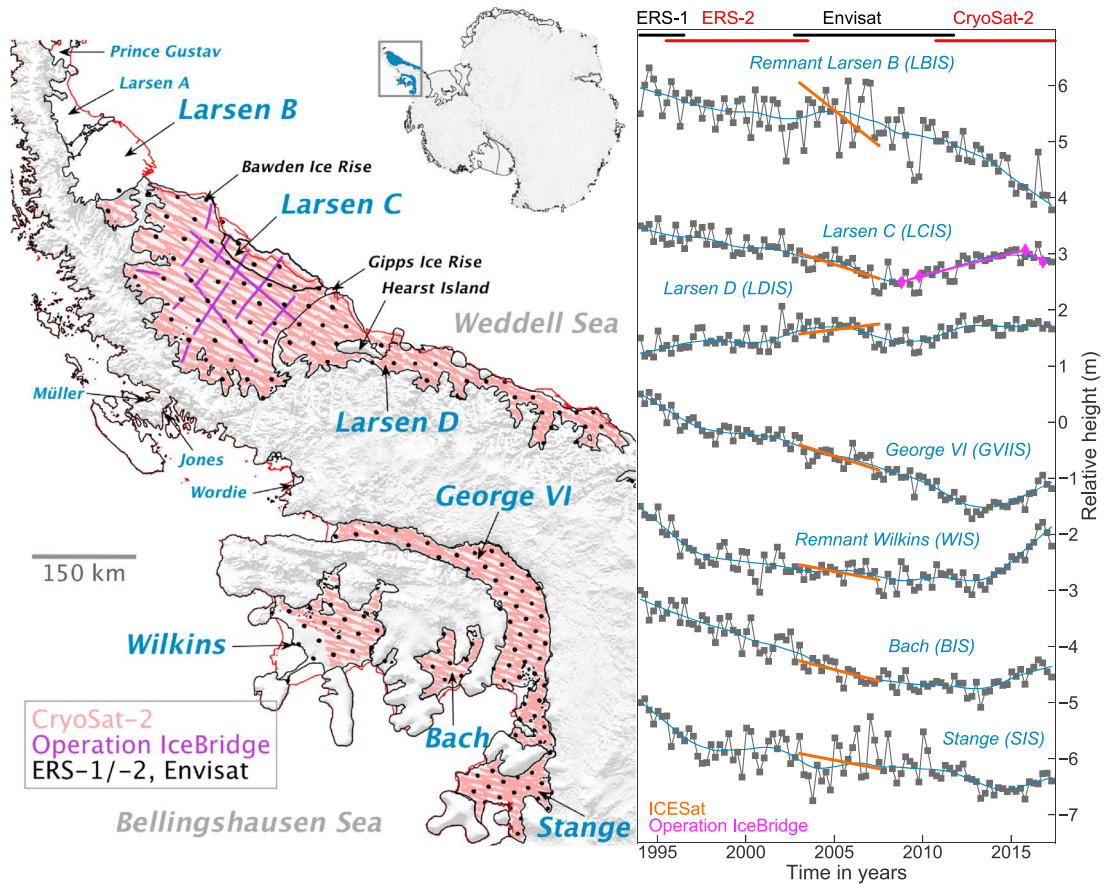 Prince Gustav
Larsen A
Larsen B
Bawden Ice Rise
Larsen C
Gipps Ice Rise
Hearst Island
Weddell Sea
Müller
Larsen D
Jones
Wordie
George VI
150 km
Wilkins
CryoSat-2
Operation IceBridge
ERS-1/-2, Envisat
Bach
Bellingshausen Sea
Stange
ERS-1
ERS-2
Envisat
CryoSat-2
Remnant Larsen B (LBIS)
Larsen C (LCIS)
Larsen D (LDIS)
George VI (GVIIS)
Remnant Wilkins (WIS)
Bach (BIS)
Stange (SIS)
ICESat
Operation IceBridge
6
5
4
3
2
1
0
−1
−2
−3
−4
−5
−6
−7
Relative height (m)
1995
2000
2005
2010
2015
Time in years